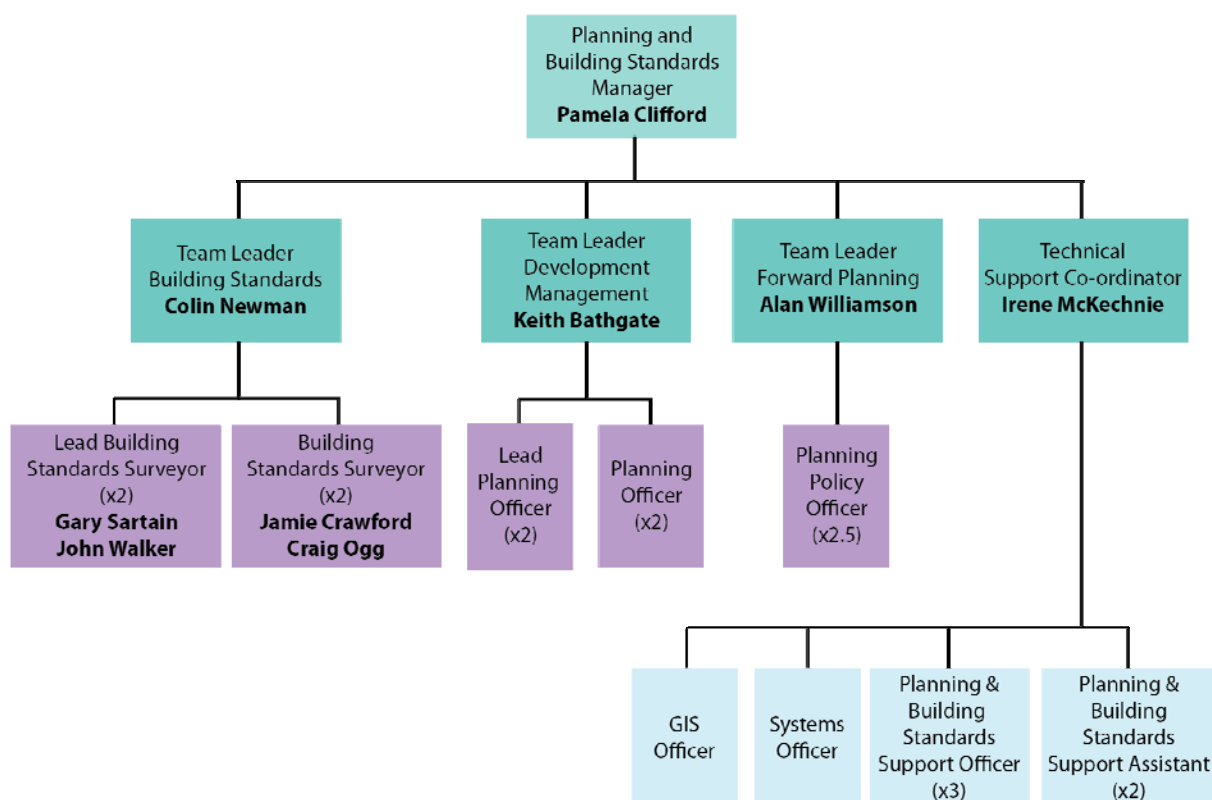 Planning and
Building Standards
Manager
Pamela Clifford
Team Leader
Building Standards
Colin Newman
Team Leader
Development
Management
Keith Bathgate
Team Leader
Forward Planning
Alan Williamson
Technical
Support Co-ordinator
Irene McKechnie
Lead Building
Standards Surveyor
(x2)
Gary Sartain
John Walker
Building
Standards Surveyor
(x2)
Jamie Crawford
Craig Ogg
Lead
Planning
Officer
(x2)
Planning
Officer
(x2)
Planning
Policy
Officer
(x2.5)
GIS
Officer
Systems
Officer
Planning &
Building
Standards
Support Officer
(x3)
Planning &
Building
Standards
Support Assistant
(x2)